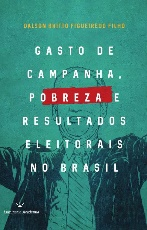 DALSON BRITTO FIGUEIREDO FILHO
GASTO DE
CAMPANHA,
POBREZA E
RESULTADOS
ELEITORAIS
NO BRASIL